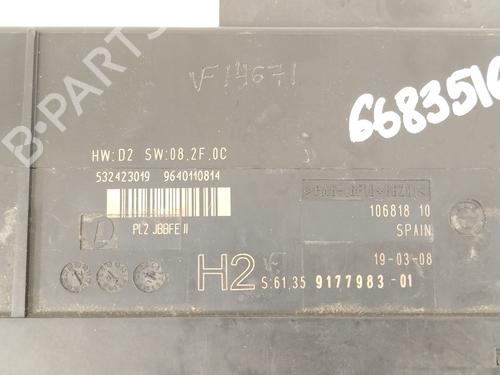 VF14671
668351
HW:D2 SW:08.2F.0C
532423019 9640110814
PL2 JBBFE II
106818 10
SPAIN
19-03-08
H2 S:61.35 9177983-01
B-PARTS